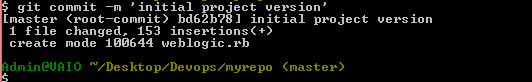 $ git commit -m 'initial project version'
[master (root-commit) bd62b78] initial project version
 1 file changed, 153 insertions(+)
 create mode 100644 weblogic.rb

Admin@VAIO ~/Desktop/Devops/myrepo (master)
$